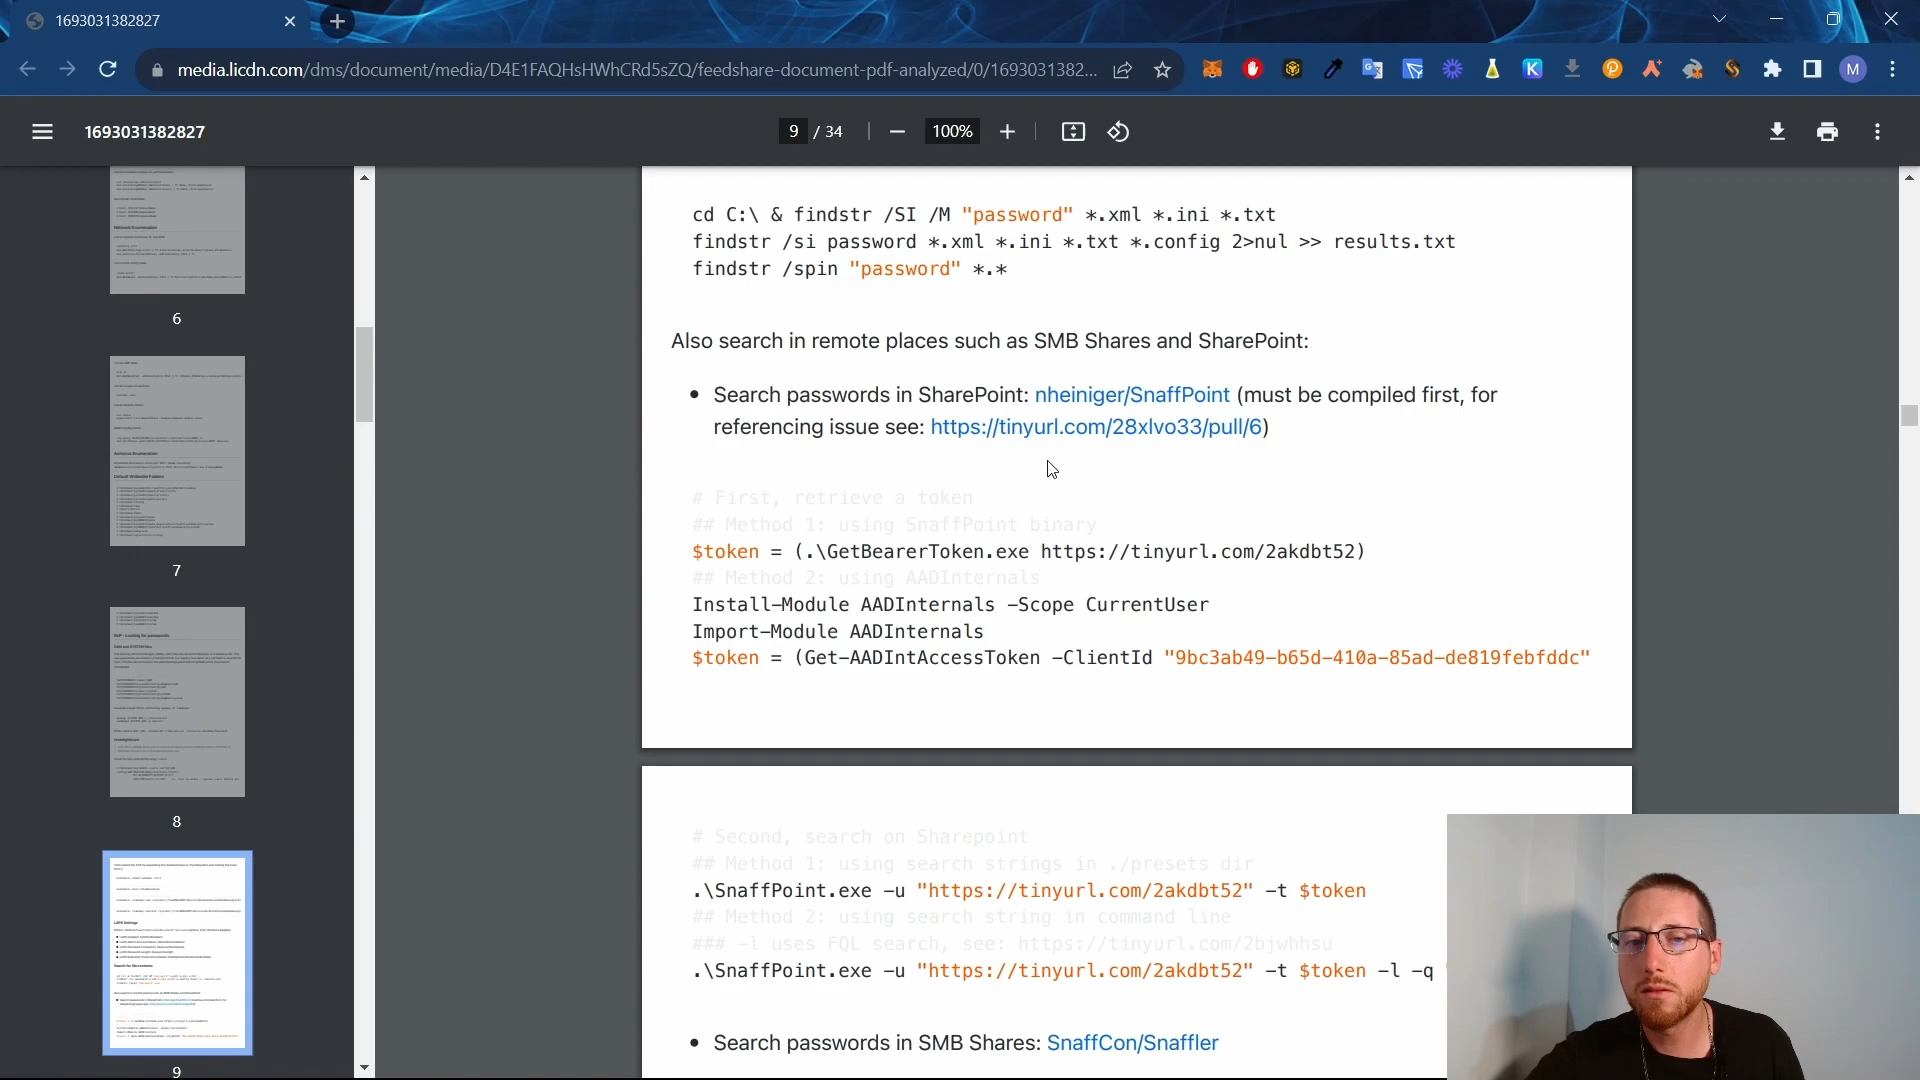 1693031382827
media.licdn.com/dms/document/media/D4E1FAQHsHWhCRd5sZQ/feedshare-document-pdf-analyzed/0/1693031382...
M
1693031382827
9 / 34
100%
6
7
8
9
cd C:\ & findstr /SI /M "password" *.xml *.ini *.txt
findstr /si password *.xml *.ini *.txt *.config 2>nul >> results.txt
findstr /spin "password" *.*
Also search in remote places such as SMB Shares and SharePoint:
Search passwords in SharePoint: nheiniger/SnaffPoint (must be compiled first, for
referencing issue see: https://tinyurl.com/28xlvo33/pull/6)
# First, retrieve a token
## Method 1: using SnaffPoint binary
$token = (.\GetBearerToken.exe https://tinyurl.com/2akdbt52)
## Method 2: using AADInternals
Install-Module AADInternals -Scope CurrentUser
Import-Module AADInternals
$token = (Get-AADIntAccessToken -ClientId "9bc3ab49-b65d-410a-85ad-de819febfddc"
# Second, search on Sharepoint
## Method 1: using search strings in ./presets dir
.\SnaffPoint.exe -u "https://tinyurl.com/2akdbt52" -t $token
## Method 2: using search string in command line
### -l uses FQL search, see: https://tinyurl.com/2bjwhhsu
.\SnaffPoint.exe -u "https://tinyurl.com/2akdbt52" -t $token -l -q
Search passwords in SMB Shares: SnaffCon/Snaffler